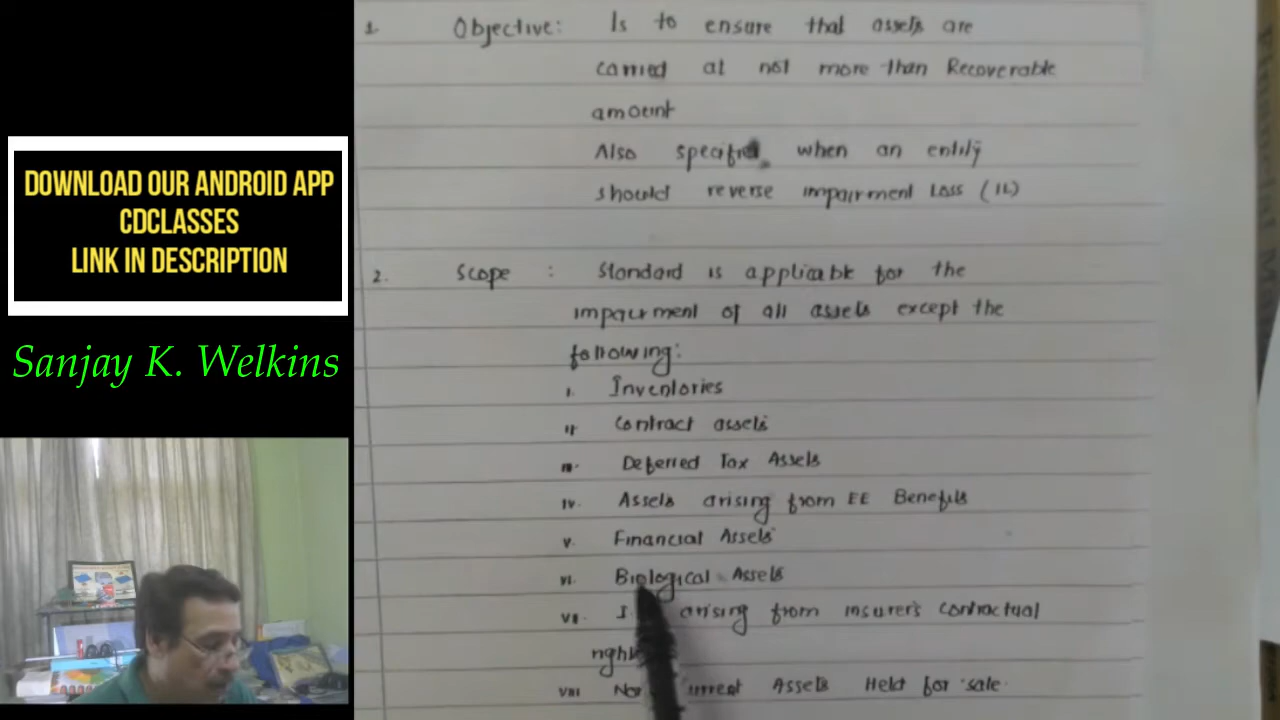 DOWNLOAD OUR ANDROID APP
CDCLASSES
LINK IN DESCRIPTION
Sanjay K. Welkins
1. Objective: Is to ensure that assets are
carried at not more than Recoverable
amount
Also when an entity
should reverse impairment Loss (IL)
2. Scope : Standard is applicable for the
impairment of all assets except the
following:
i. Inventories
ii Contract assets
iii. Deferred Tax Assets
iv. Assets arising from EE Benefits
v. Financial Assets
vi. Biological Assets
vii. arising from insurer's contractual
viii Assets Held for sale